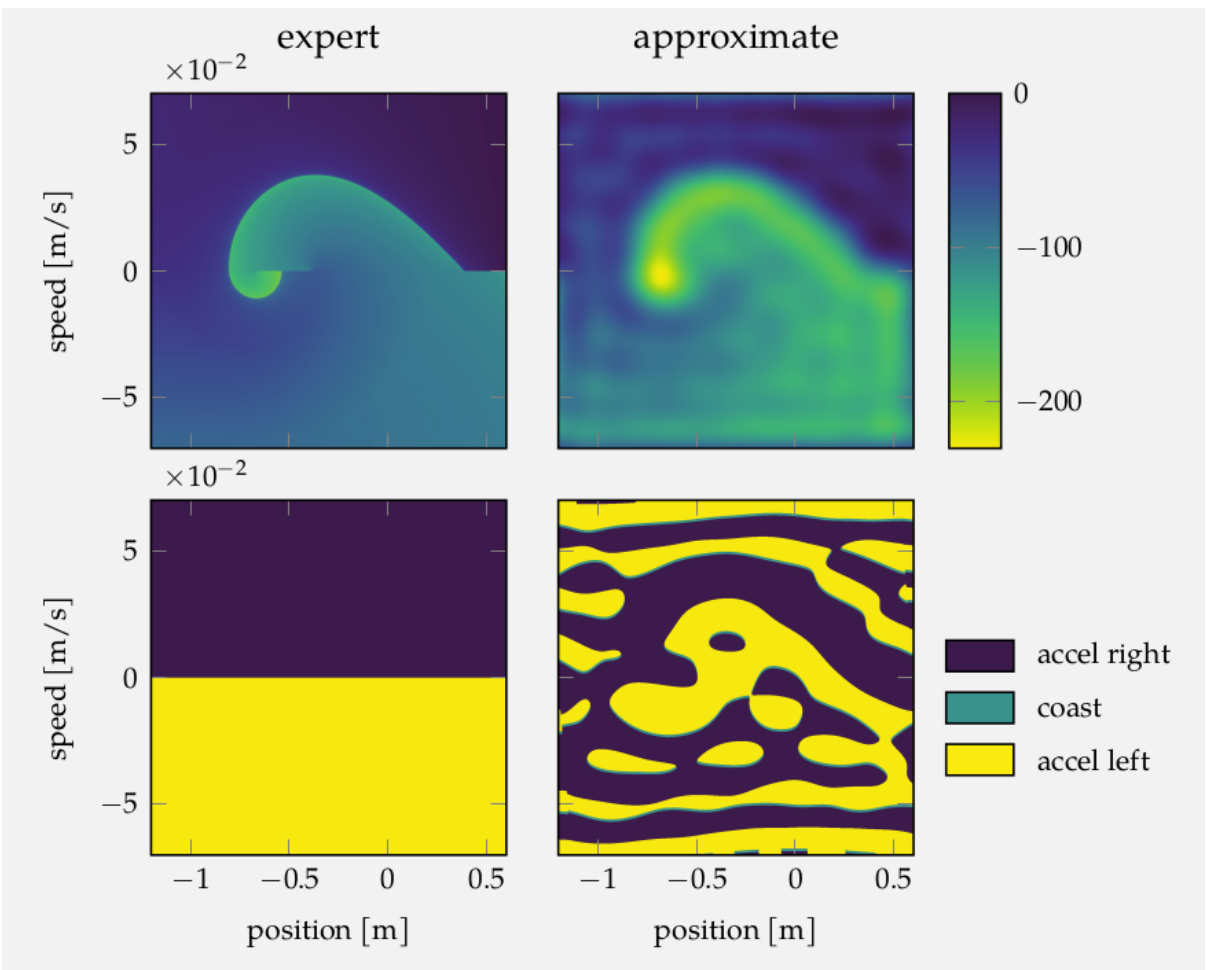 expert approximate
×10−2
5
0
−5
speed [m/s]
0
−100
−200
×10−2
5
0
−5
speed [m/s]
accel right
coast
accel left
−1 −0.5 0 0.5
−1 −0.5 0 0.5
position [m] position [m]